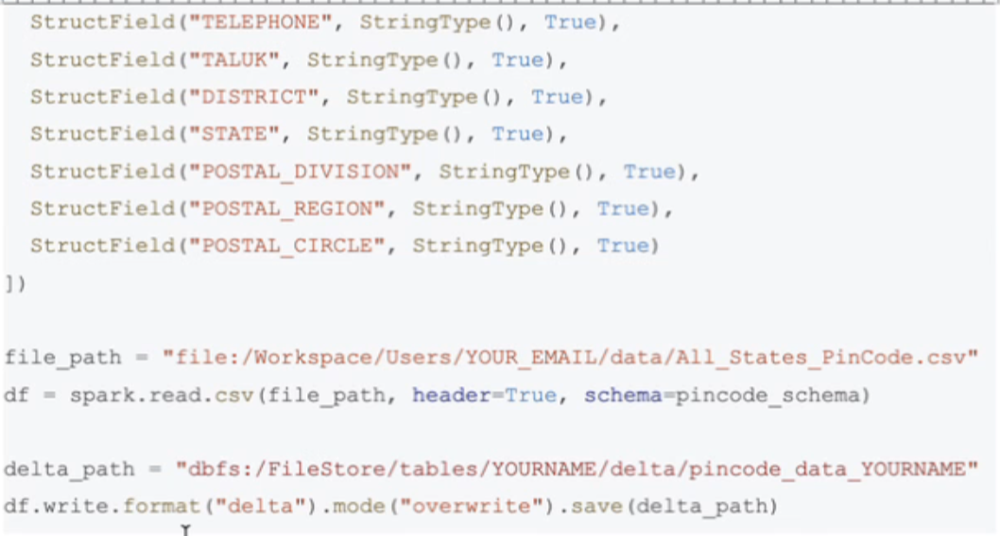 StructField("TELEPHONE", StringType(), True),
StructField("TALUK", StringType(), True),
StructField("DISTRICT", StringType(), True),
StructField("STATE", StringType(), True),
StructField("POSTAL_DIVISION", StringType(), True),
StructField("POSTAL_REGION", StringType(), True),
StructField("POSTAL_CIRCLE", StringType(), True)
])
file_path = "file:/Workspace/Users/YOUR_EMAIL/data/All_States_PinCode.csv"
df = spark.read.csv(file_path, header=True, schema=pincode_schema)
delta_path = "dbfs:/FileStore/tables/YOURNAME/delta/pincode_data_YOURNAME"
df.write.format("delta").mode("overwrite").save(delta_path)